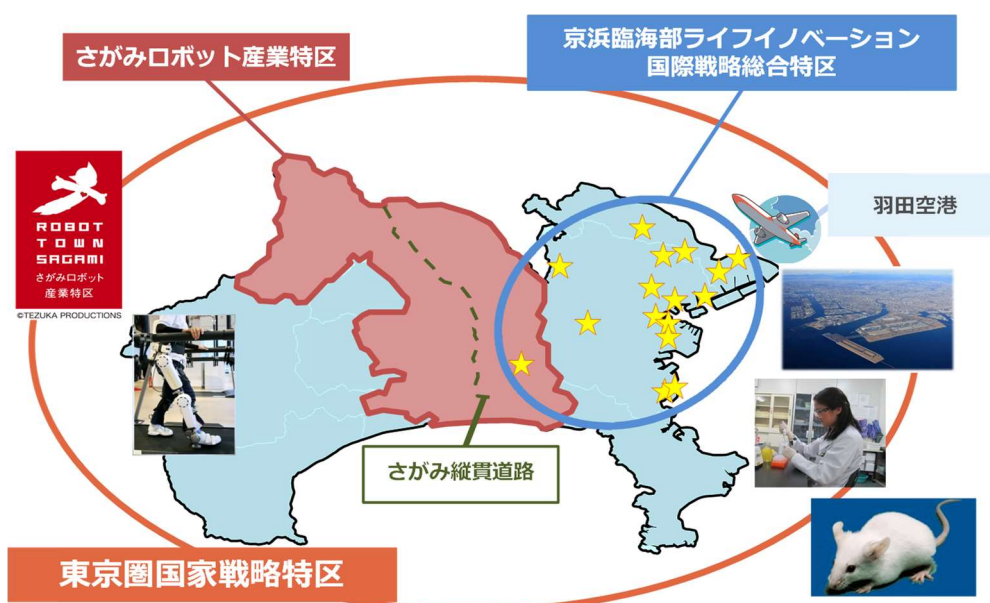 さがみロボット産業特区
京浜臨海部ライフイノベーション
国際戦略総合特区
羽田空港
ROBOT
TOWN
SAGAMI
さがみロボット
産業特区
©TEZUKA PRODUCTIONS
さがみ縦貫道路
東京圏国家戦略特区